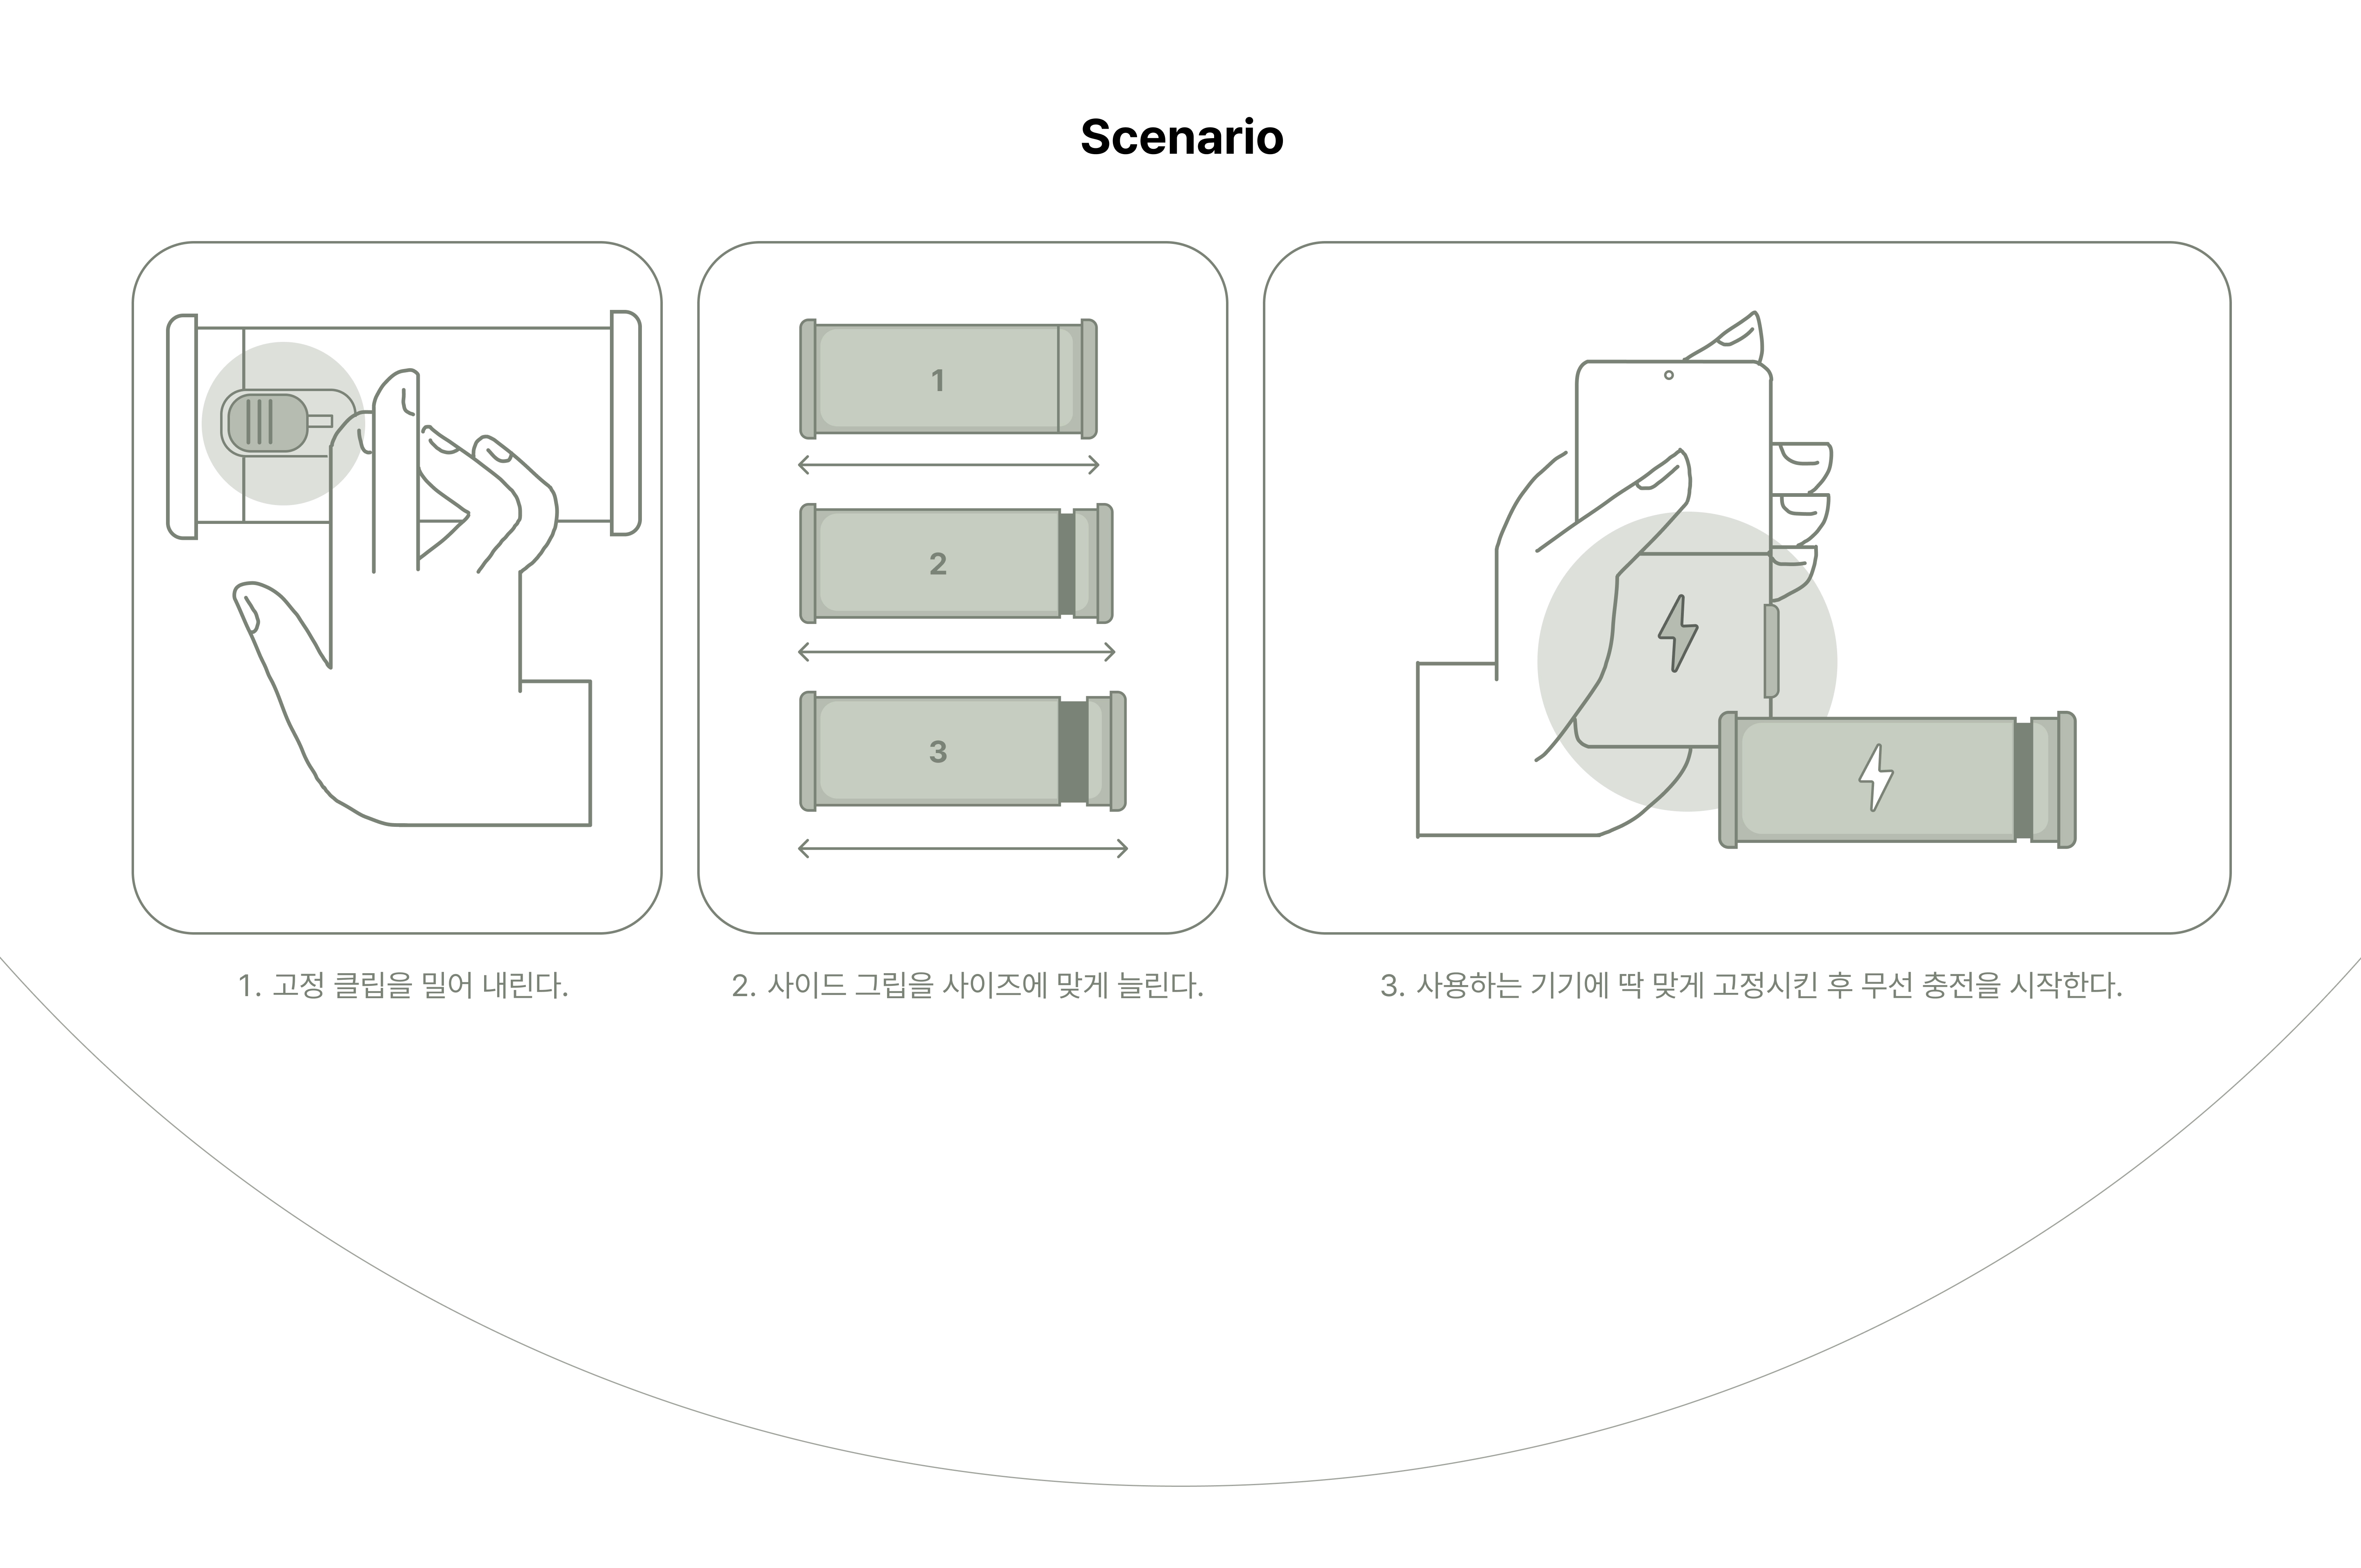 Scenario
1
2
3
1. 고정 클립을 밀어 내린다.
2. 사이드 그립을 사이즈에 맞게 늘린다.
3. 사용하는 기기에 딱 맞게 고정시킨 후 무선 충전을 시작한다.